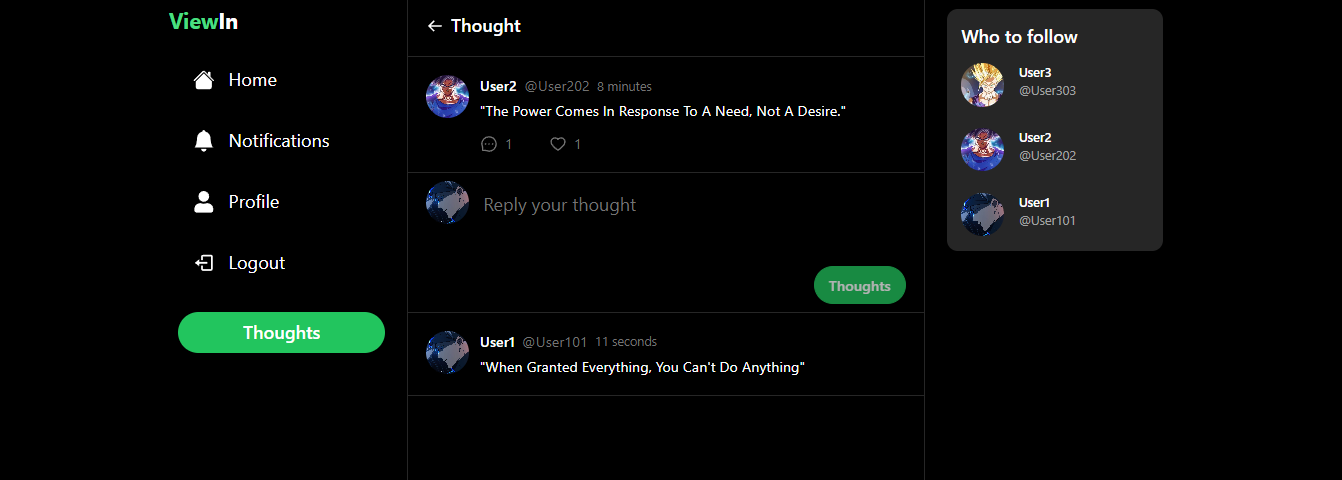 ViewIn
Home
Notifications
Profile
Logout
Thoughts
Thought
User2 @User202 8 minutes
"The Power Comes In Response To A Need, Not A Desire."
1 1
Reply your thought
Thoughts
User1 @User101 11 seconds
"When Granted Everything, You Can't Do Anything"
Who to follow
User3
@User303
User2
@User202
User1
@User101